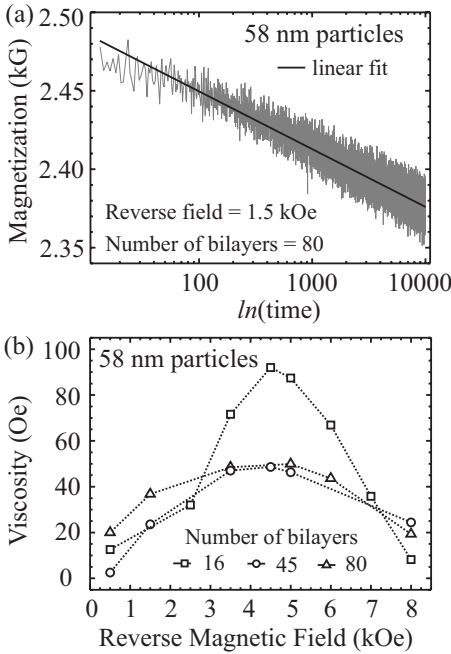 (a)
2.50
2.45
2.40
2.35
Magnetization (kG)
58 nm particles
linear fit
Reverse field = 1.5 kOe
Number of bilayers = 80
100
1000
10000
ln(time)
(b)
100
80
60
40
20
0
Viscosity (Oe)
58 nm particles
Number of bilayers
16 45 80
0 1 2 3 4 5 6 7 8
Reverse Magnetic Field (kOe)